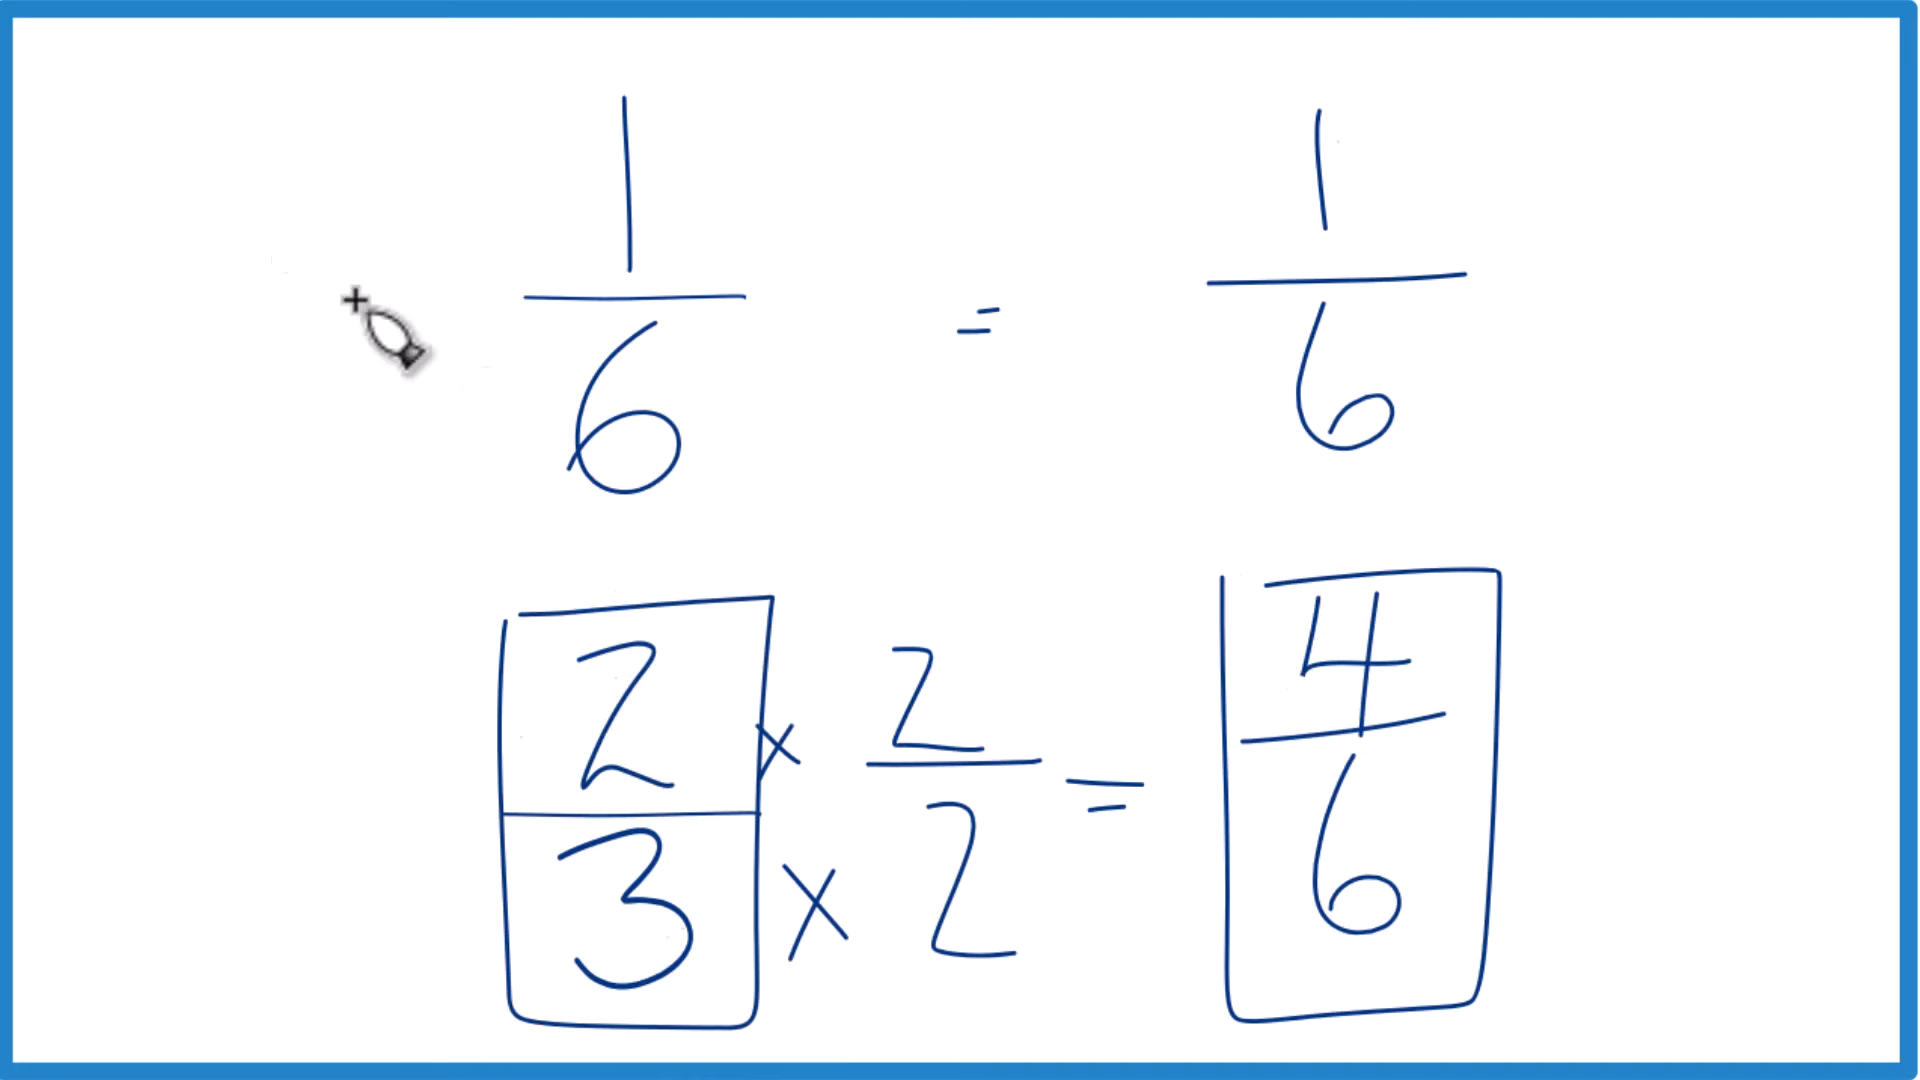 1/6 = 1/6
2/3 × 2/2 = 4/6
×